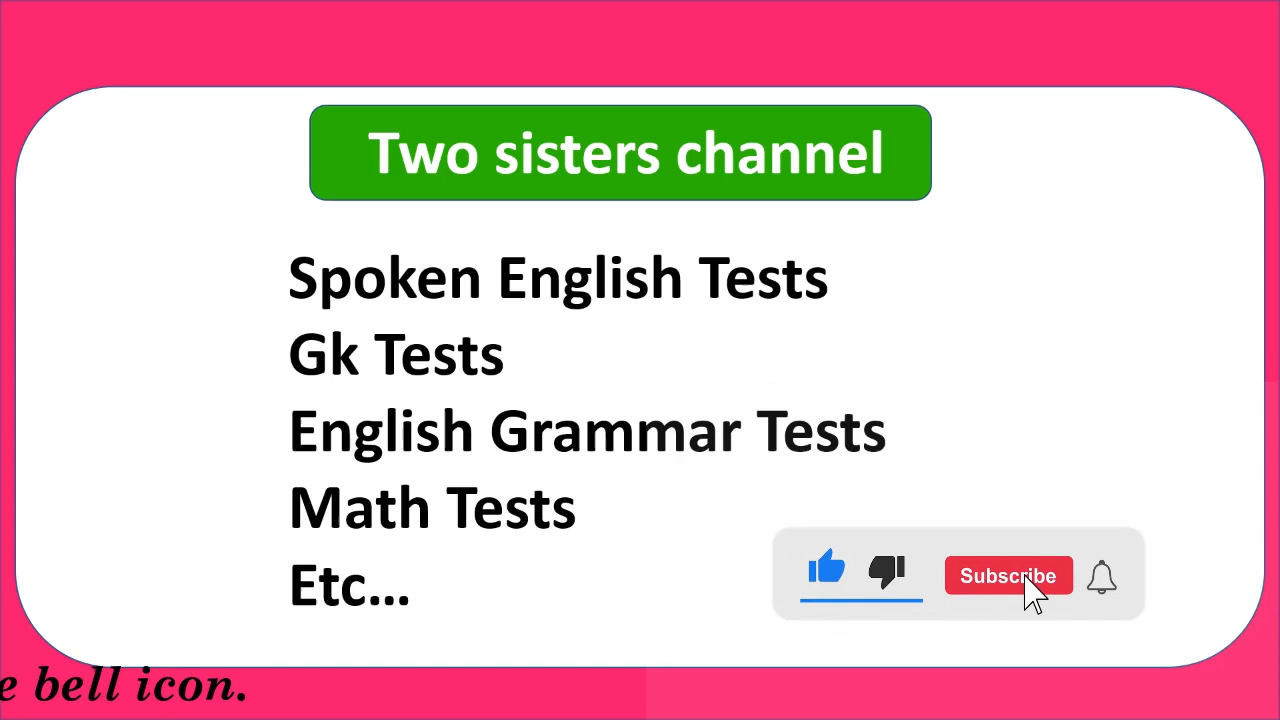 Two sisters channel
Spoken English Tests
Gk Tests
English Grammar Tests
Math Tests
Etc...
Subscribe
e bell icon.